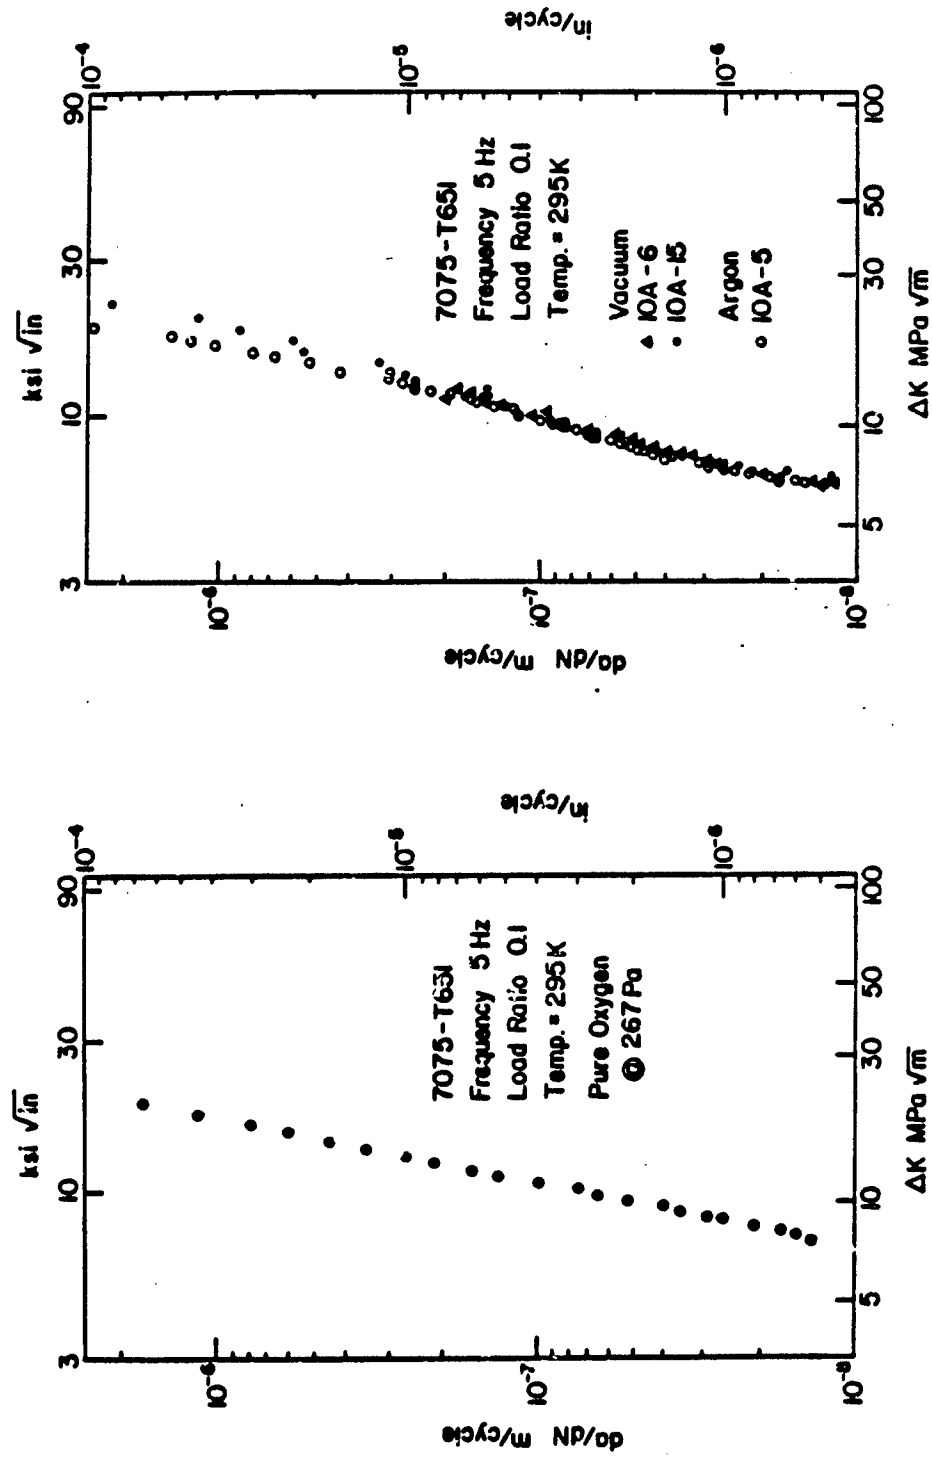 ksi √in
3
10
30
90
10-4
10-5
10-6
in/cycle
7075-T651
Frequency 5 Hz
Load Ratio 0.1
Temp. = 295K
Pure Oxygen
@ 267 Pa
10-6
10-7
10-8
da/dN m/cycle
5
10
30
50
100
ΔK MPa √m
ksi √in
3
10
30
90
10-4
10-5
10-6
in/cycle
7075-T651
Frequency 5 Hz
Load Ratio 0.1
Temp. = 295K
Vacuum
▲ 10A-6
• 10A-15
Argon
o 10A-5
10-6
10-7
10-8
da/dN m/cycle
5
10
30
50
100
ΔK MPa √m